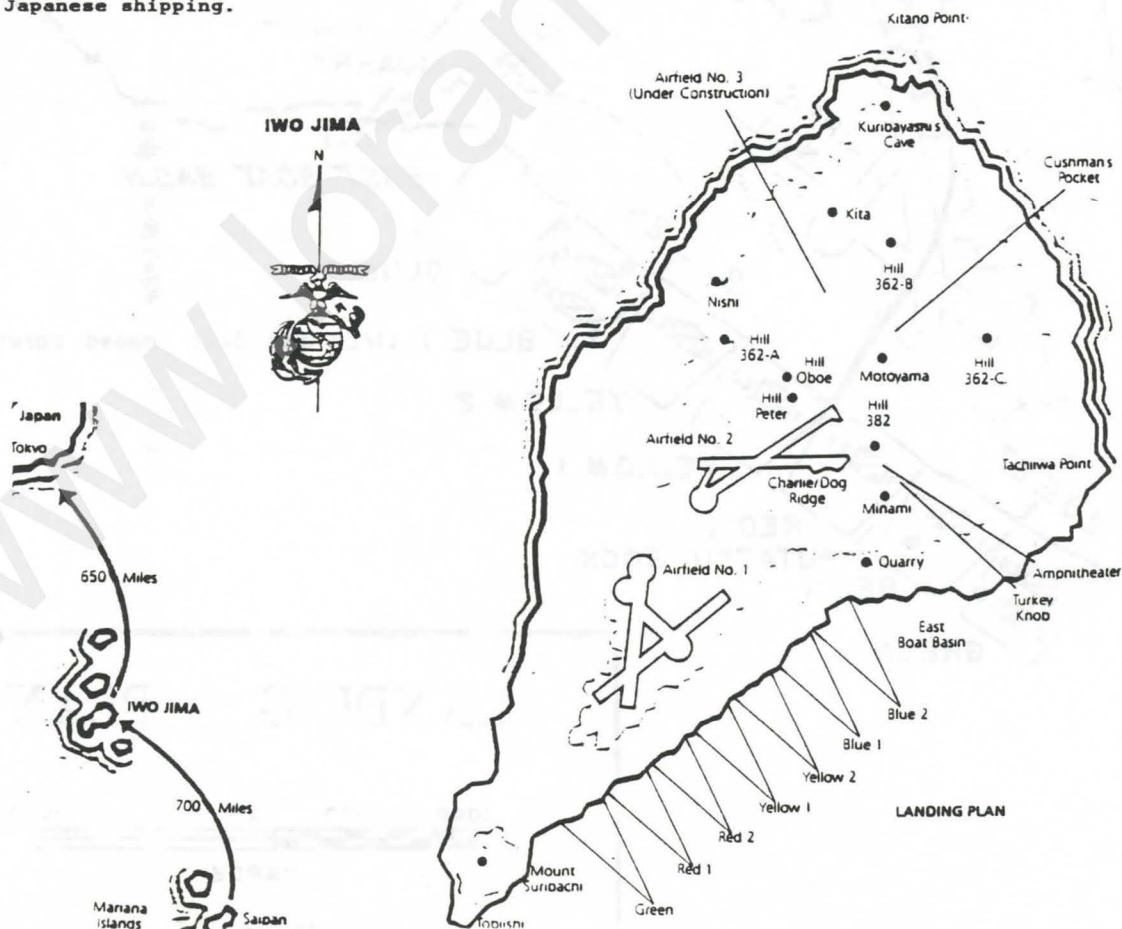 Japanese shipping.
IWO JIMA
N
Kitano Point
Airfield No. 3
(Under Construction)
Kuribayashi's
Cave
Cushman's
Pocket
Kita
Hill
362-B
Nishi
Hill
362-A
Hill
Oboe
Motoyama
Hill
362-C
Hill
Peter
Hill
382
Airfield No. 2
Charlie/Dog
Ridge
Tachiiwa Point
Minami
Quarry
Amphitheater
Turkey
Knob
Airfield No. 1
East
Boat Basin
Blue 2
Blue 1
Yellow 2
Yellow 1
Red 2
Red 1
Green
LANDING PLAN
Mount
Suribachi
Tobiishi
Japan
Tokyo
650 Miles
IWO JIMA
700 Miles
Mariana
Islands
Saipan
www.loran